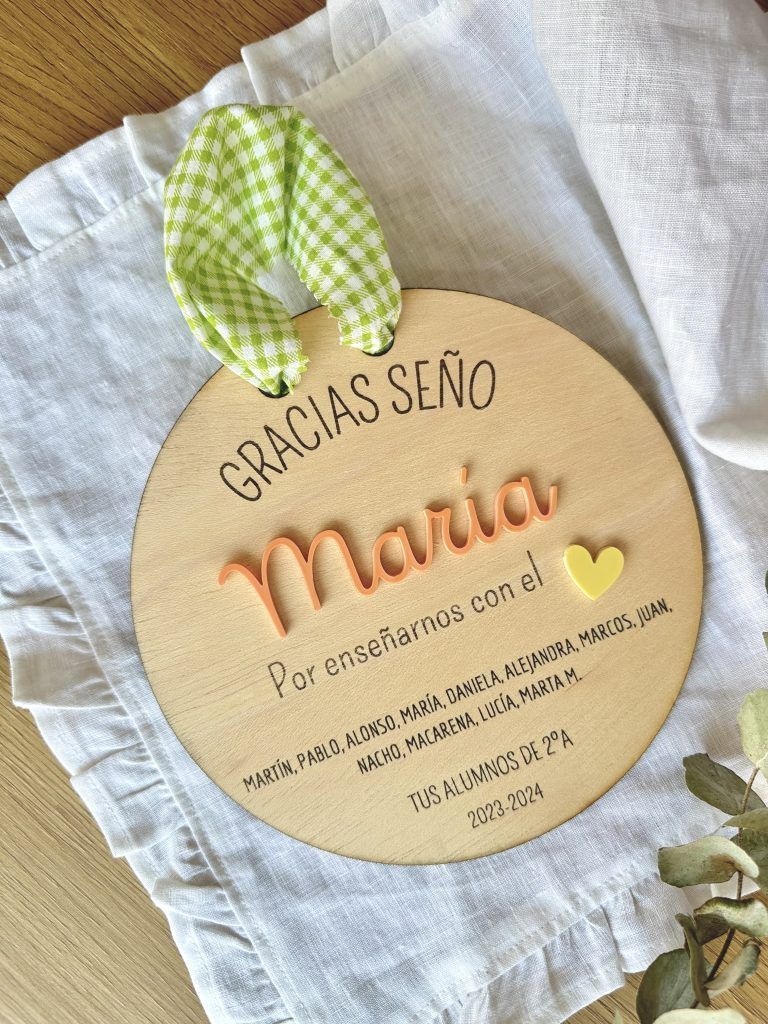 GRACIAS SEÑO
María
Por enseñarnos con el
MARTÍN, PABLO, ALONSO, MARÍA, DANIELA, ALEJANDRA, MARCOS, JUAN,
NACHO, MACARENA, LUCÍA, MARTA M.
TUS ALUMNOS DE 2ºA
2023-2024